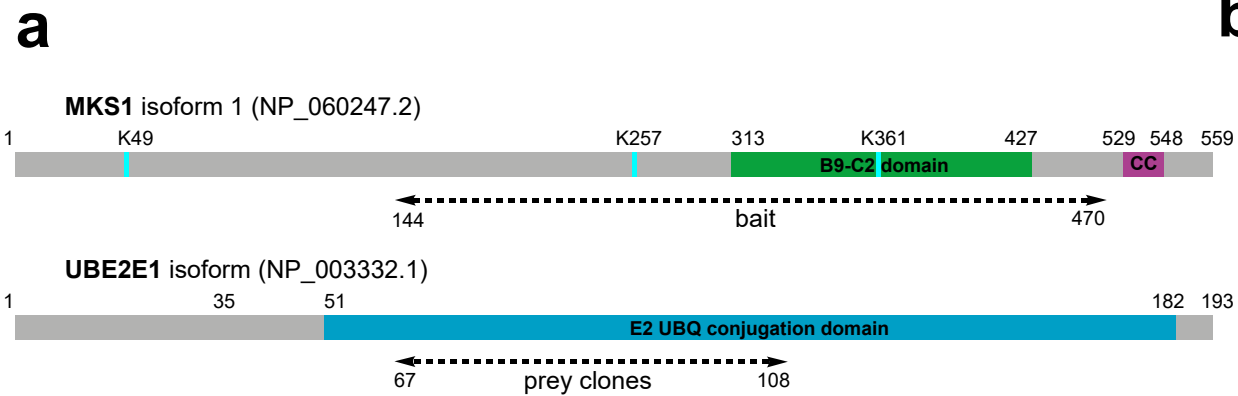 a
b
MKS1 isoform 1 (NP_060247.2)
1 K49 K257 313 K361 427 529 548 559
B9-C2 domain CC
144 bait 470
UBE2E1 isoform (NP_003332.1)
1 35 51 182 193
E2 UBQ conjugation domain
67 prey clones 108